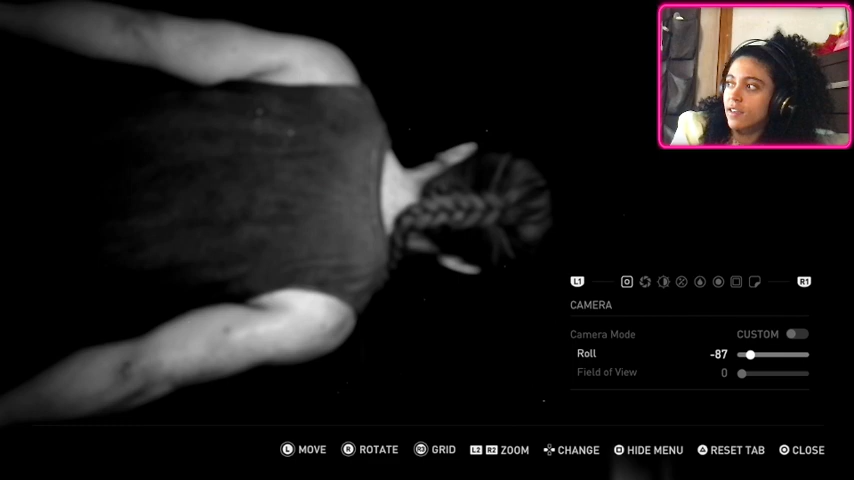 L1 R1
CAMERA
Camera Mode CUSTOM
Roll -87
Field of View 0
L MOVE R ROTATE R3 GRID L2 R2 ZOOM CHANGE HIDE MENU RESET TAB CLOSE